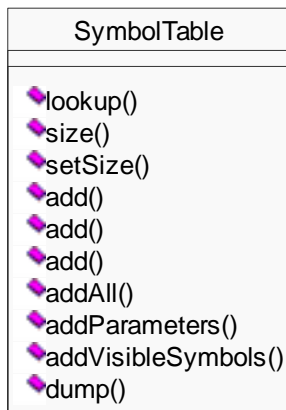 SymbolTable
lookup()
size()
setSize()
add()
add()
add()
addAll()
addParameters()
addVisibleSymbols()
dump()